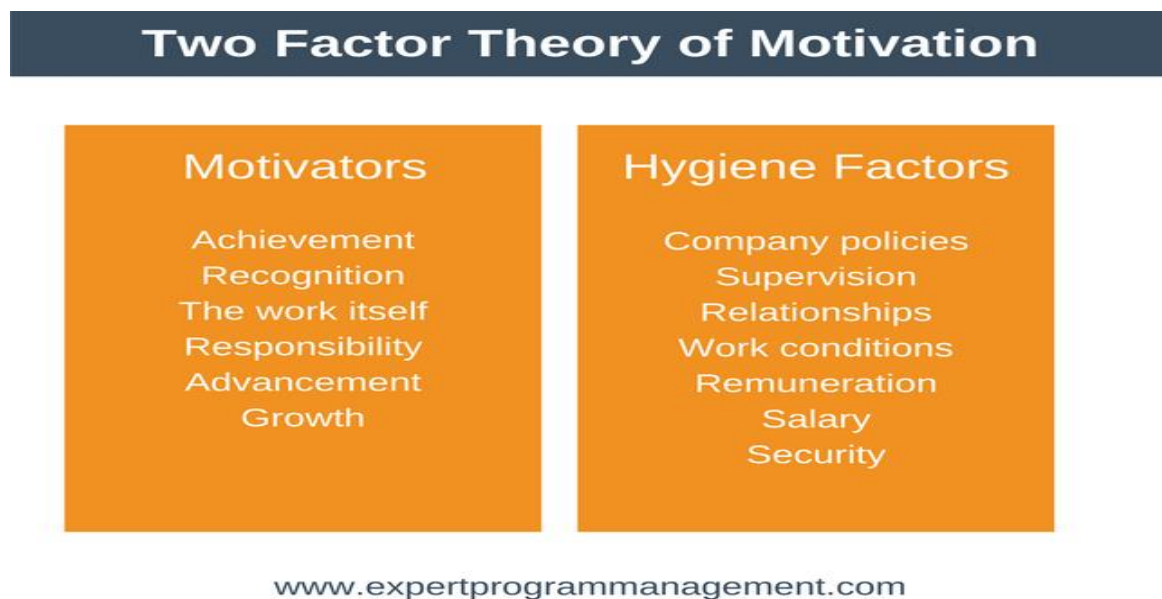 Two Factor Theory of Motivation
Motivators
Achievement
Recognition
The work itself
Responsibility
Advancement
Growth
Hygiene Factors
Company policies
Supervision
Relationships
Work conditions
Remuneration
Salary
Security
www.expertprogrammanagement.com